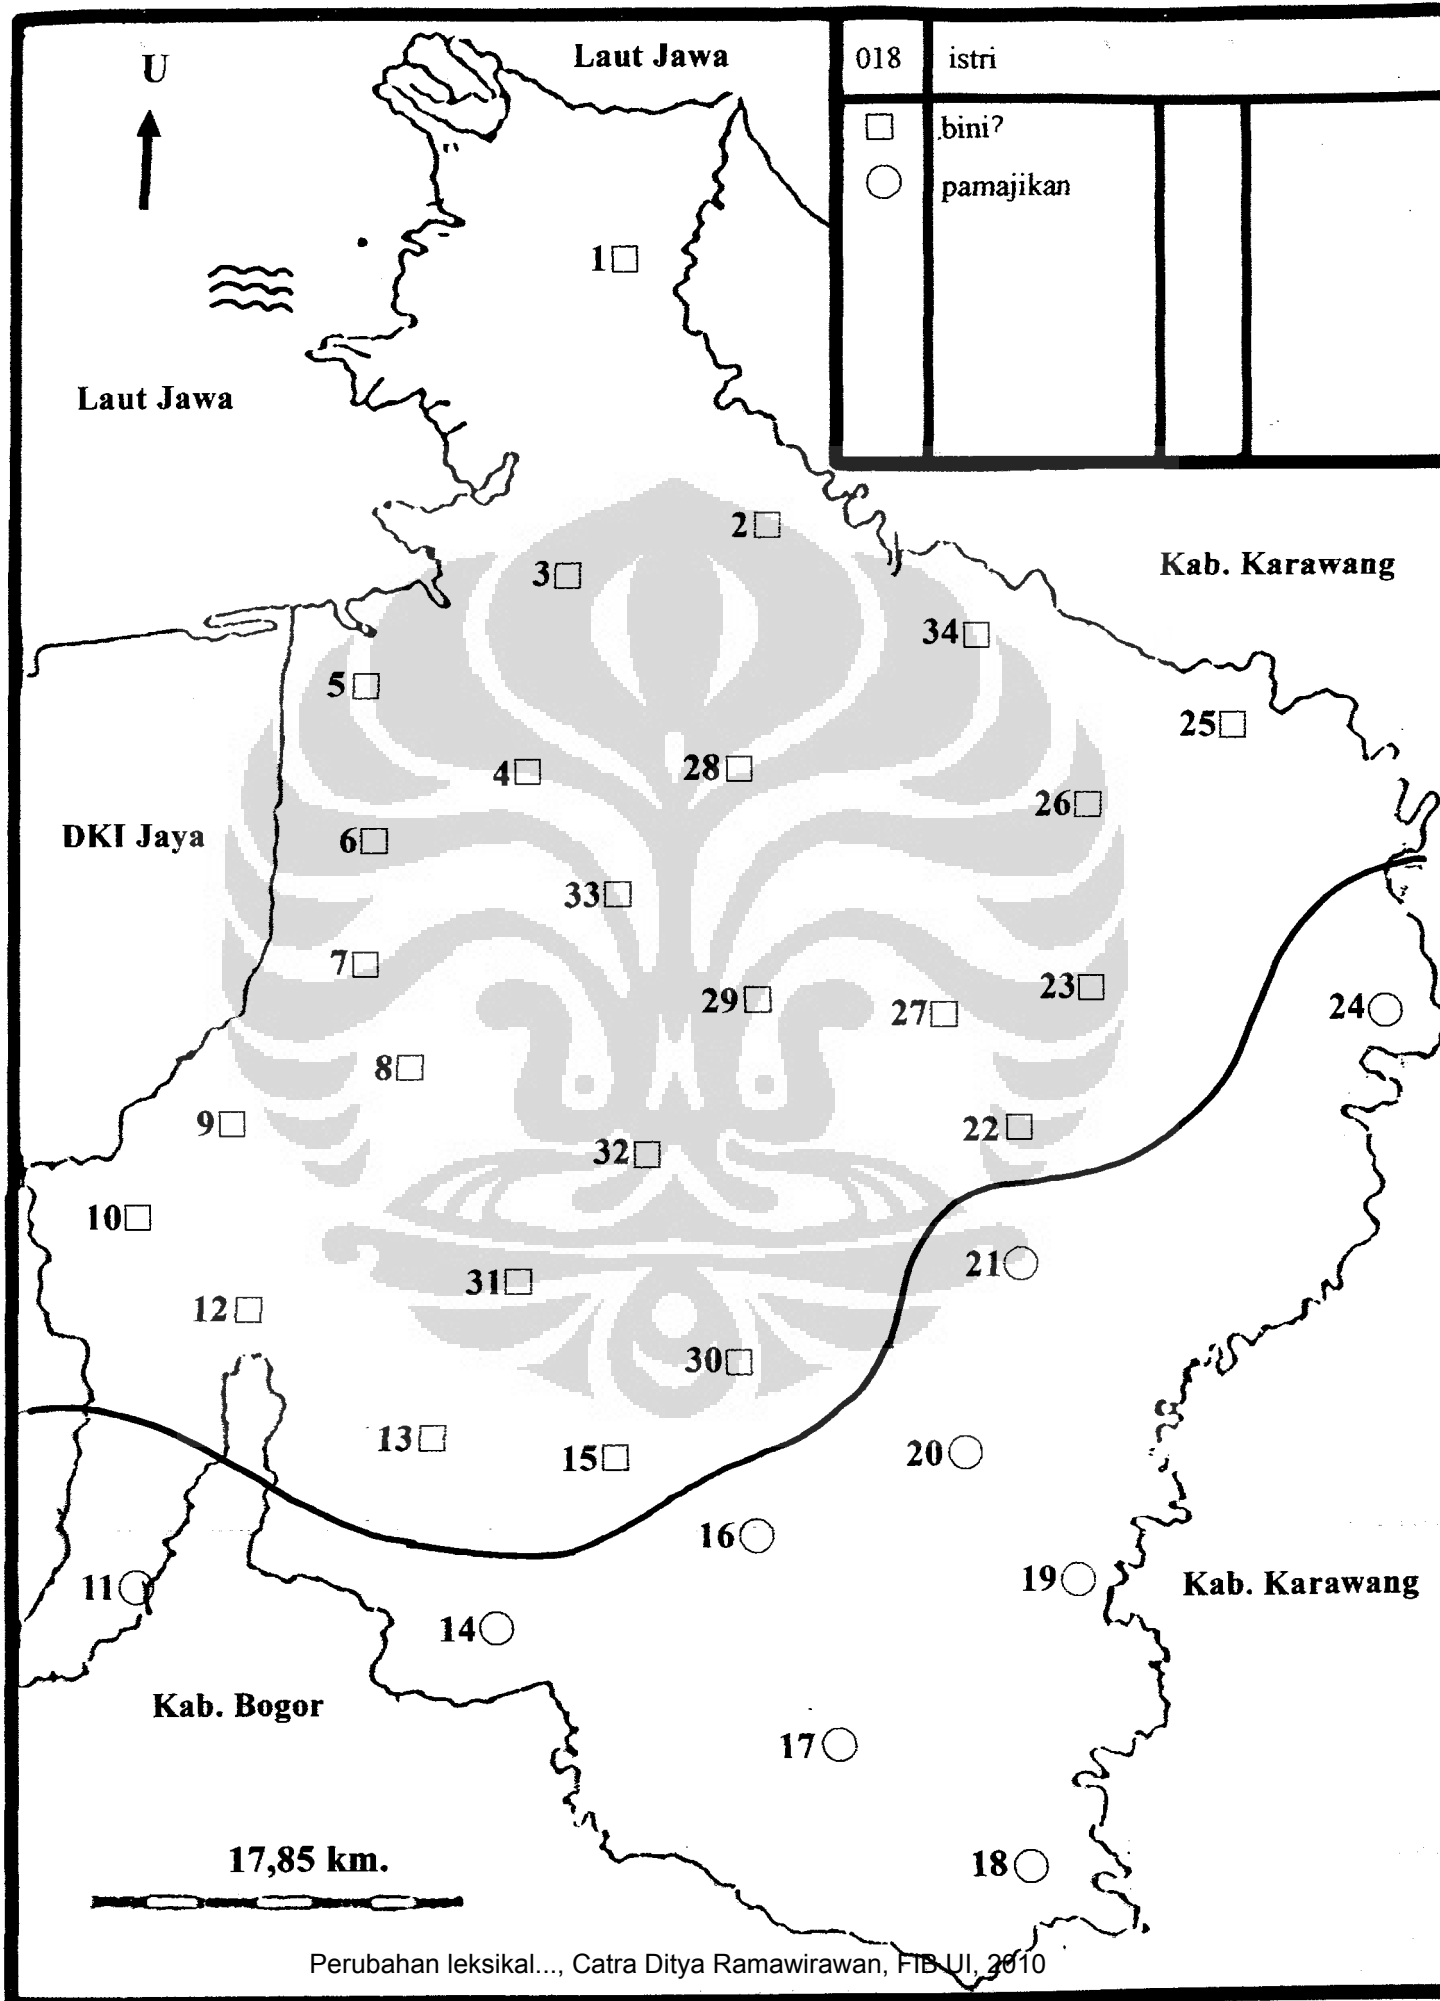 U
Laut Jawa
018 istri
bini?
pamajikan
1
Laut Jawa
2
3
Kab. Karawang
34
5
25
4
28
26
DKI Jaya
6
33
7
23
29
27
24
8
9
22
32
10
21
31
12
30
13
15
20
16
11
19
Kab. Karawang
14
Kab. Bogor
17
17,85 km.
18
Perubahan leksikal..., Catra Ditya Ramawirawan, FIB UI, 2010